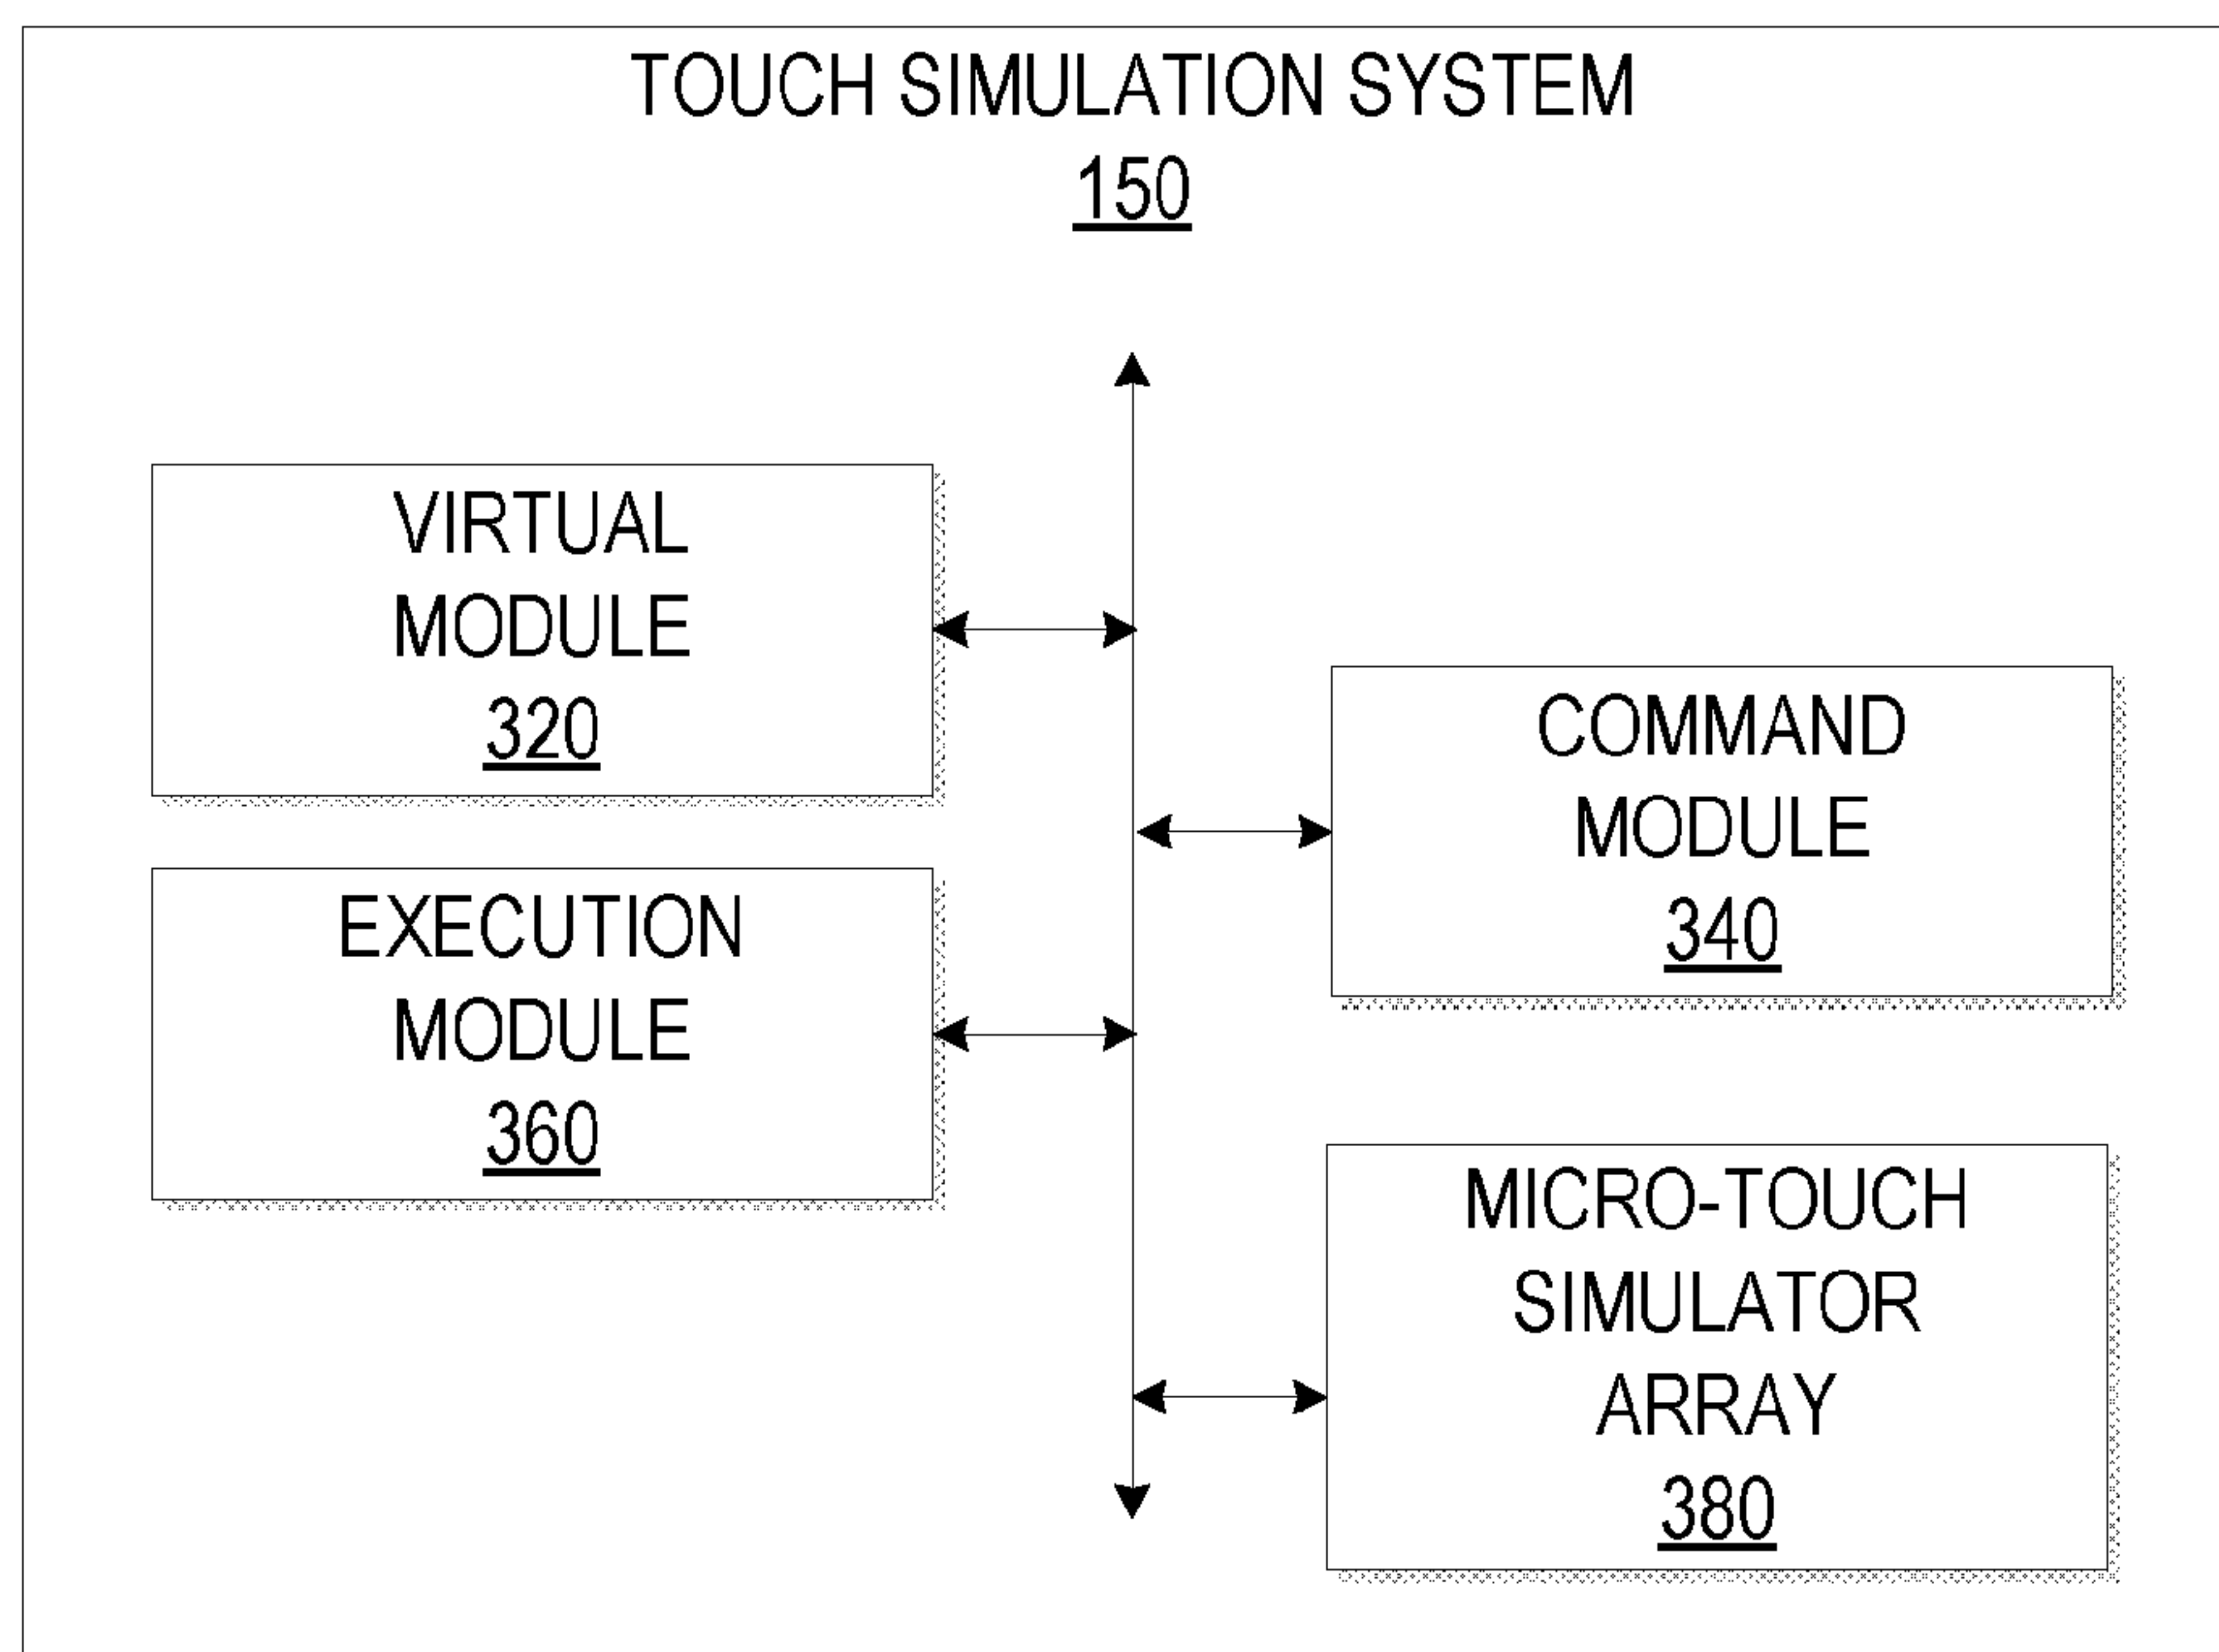 TOUCH SIMULATION SYSTEM
150
VIRTUAL
MODULE
320
COMMAND
MODULE
340
EXECUTION
MODULE
360
MICRO-TOUCH
SIMULATOR
ARRAY
380